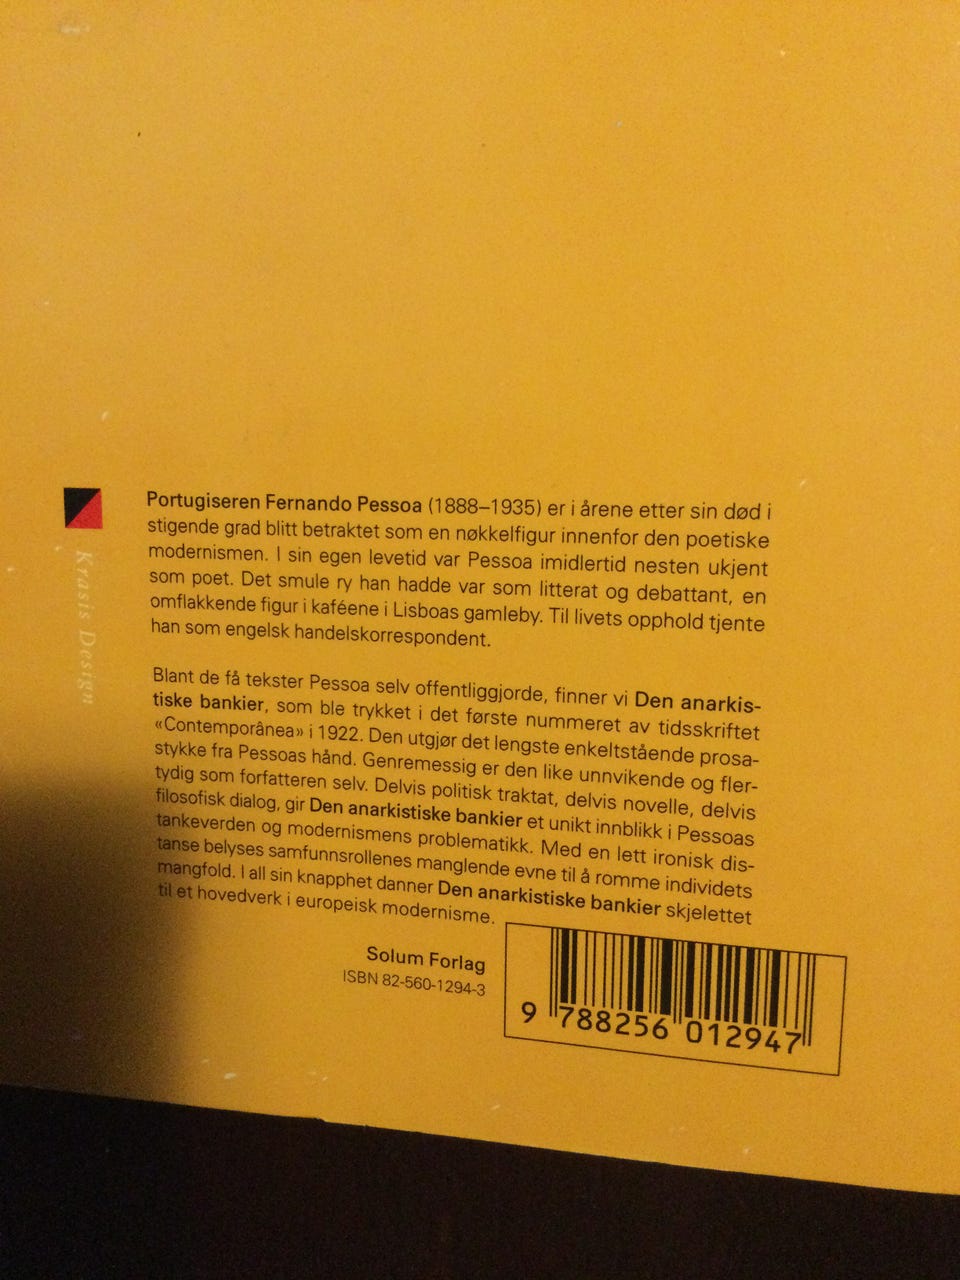 Portugiseren Fernando Pessoa (1888–1935) er i årene etter sin død i
stigende grad blitt betraktet som en nøkkelfigur innenfor den poetiske
modernismen. I sin egen levetid var Pessoa imidlertid nesten ukjent
som poet. Det smule ry han hadde var som litterat og debattant, en
omflakkende figur i kaféene i Lisboas gamleby. Til livets opphold tjente
han som engelsk handelskorrespondent.
Blant de få tekster Pessoa selv offentliggjorde, finner vi Den anarkis-
tiske bankier, som ble trykket i det første nummeret av tidsskriftet
«Contemporânea» i 1922. Den utgjør det lengste enkeltstående prosa-
stykke fra Pessoas hånd. Genremessig er den like unnvikende og fler-
tydig som forfatteren selv. Delvis politisk traktat, delvis novelle, delvis
filosofisk dialog, gir Den anarkistiske bankier et unikt innblikk i Pessoas
tankeverden og modernismens problematikk. Med en lett ironisk dis-
tanse belyses samfunnsrollenes manglende evne til å romme individets
mangfold. I all sin knapphet danner Den anarkistiske bankier skjelettet
til et hovedverk i europeisk modernisme.
Solum Forlag
ISBN 82-560-1294-3
9 788256 012947
Krasis Design